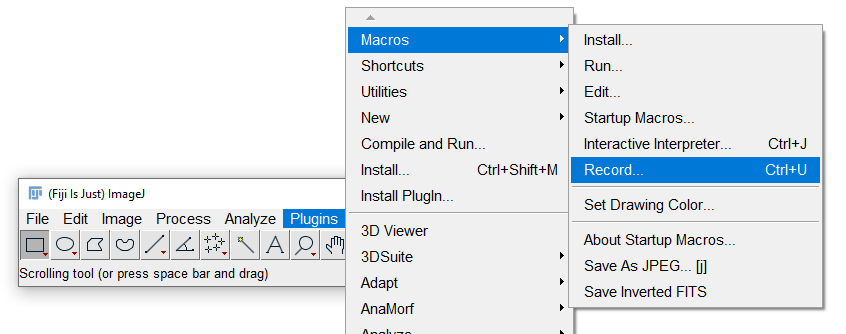 Macros
Shortcuts
Utilities
New
Compile and Run...
Install... Ctrl+Shift+M
Install PlugIn...
3D Viewer
3DSuite
Adapt
AnaMorf
Analyze
Install...
Run...
Edit...
Startup Macros...
Interactive Interpreter... Ctrl+J
Record... Ctrl+U
Set Drawing Color...
About Startup Macros...
Save As JPEG... [j]
Save Inverted FITS
(Fiji Is Just) ImageJ
File Edit Image Process Analyze Plugins
A
Scrolling tool (or press space bar and drag)